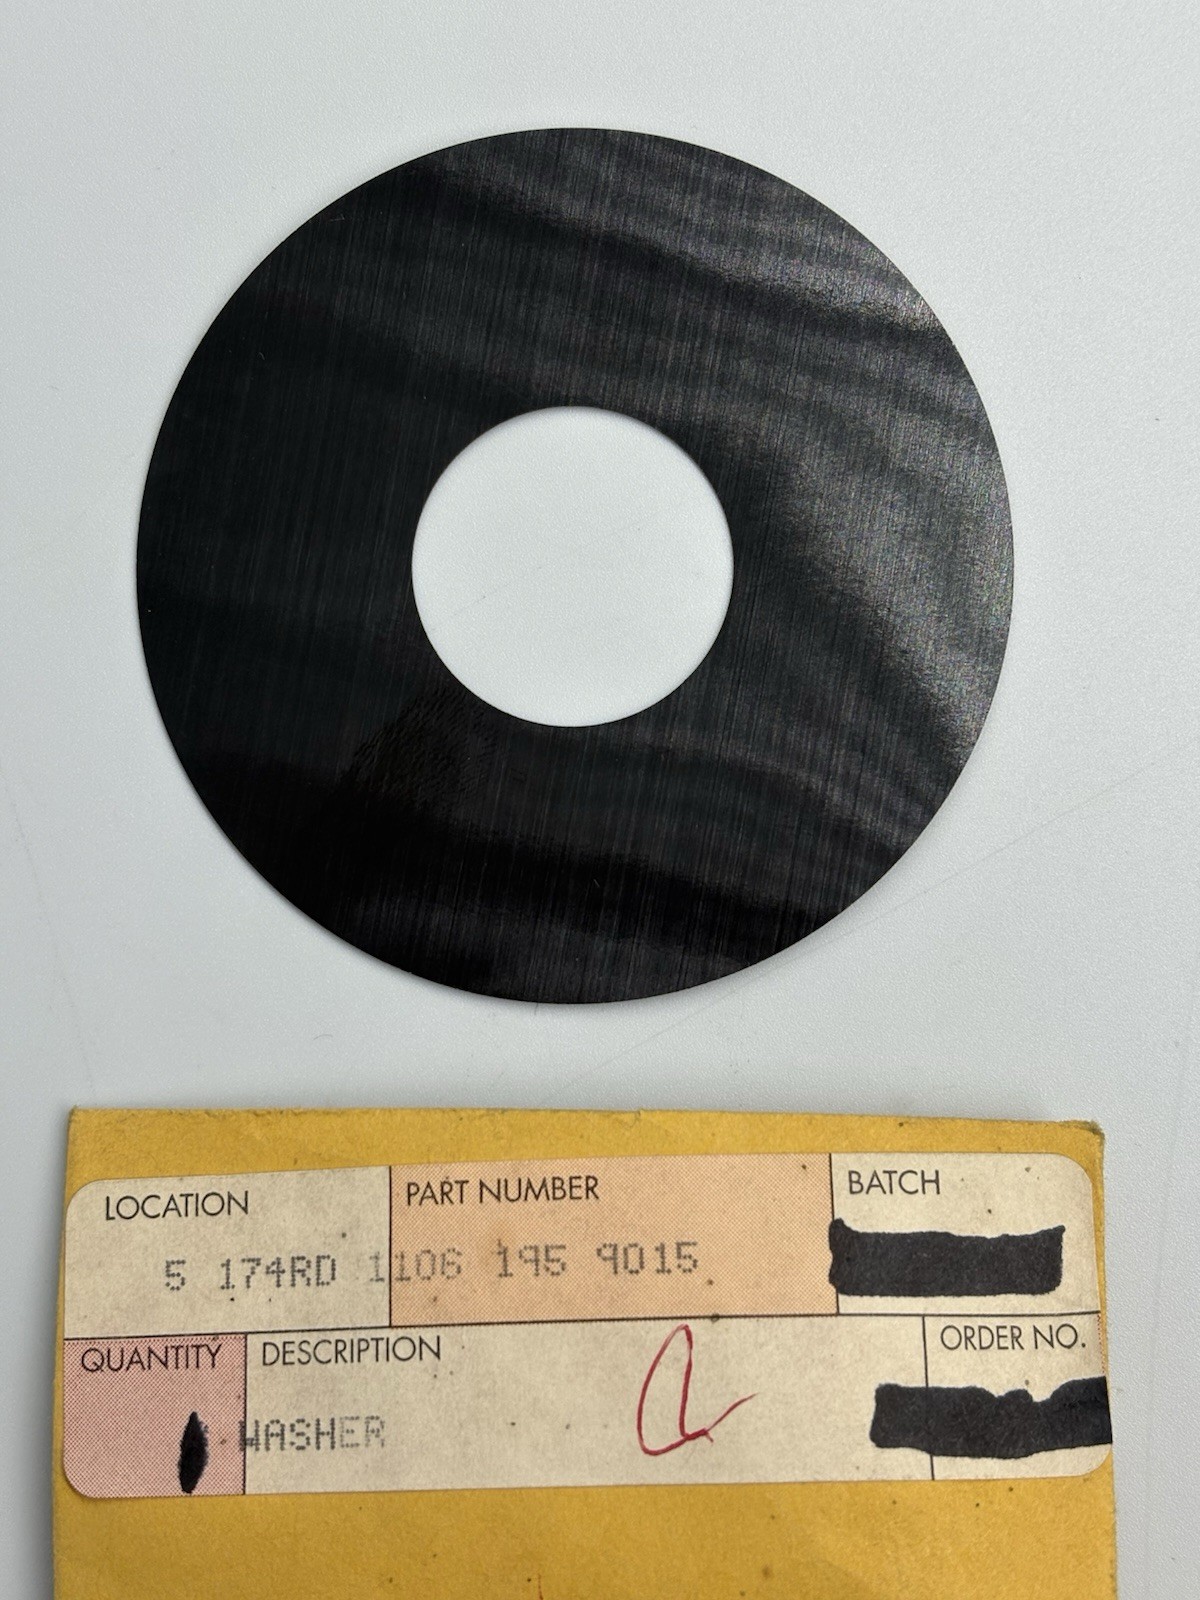 LOCATION PART NUMBER BATCH
5 174RD 1106 195 9015
QUANTITY DESCRIPTION ORDER NO.
WASHER